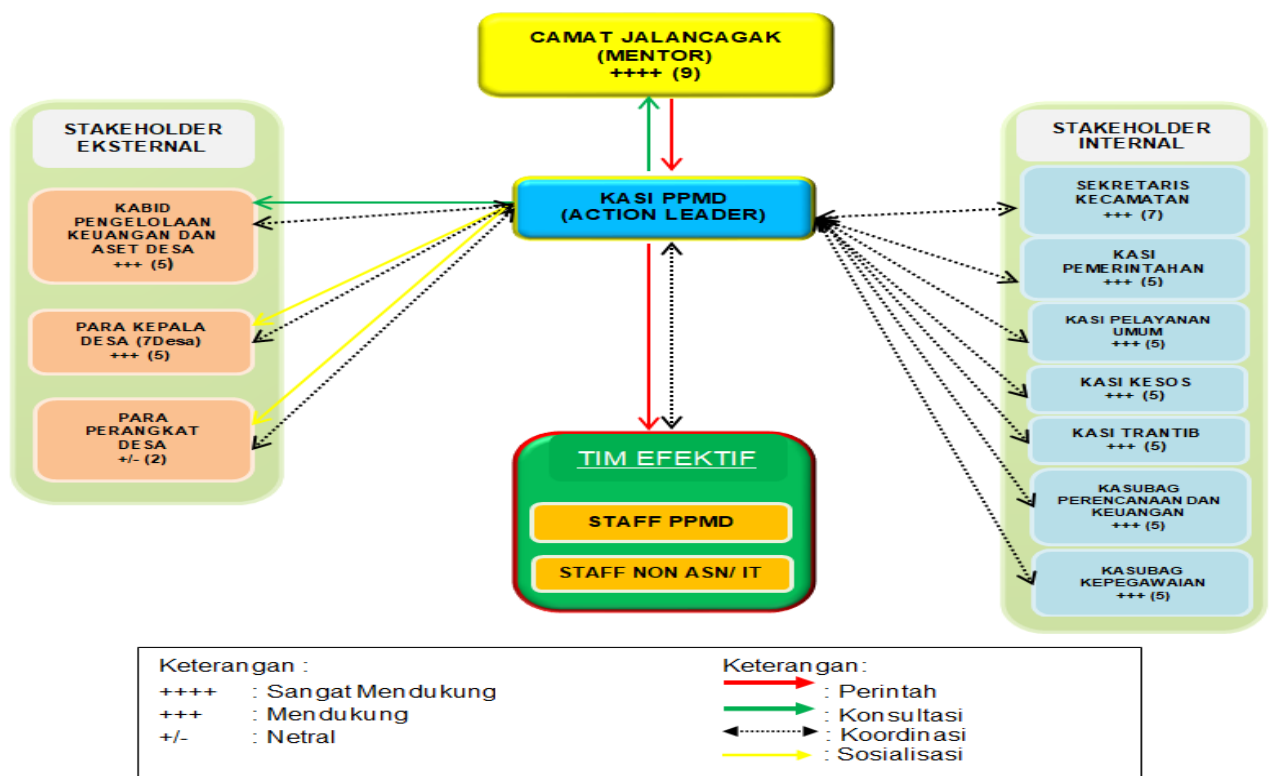 CAMAT JALANCAGAK
(MENTOR)
++++ (9)
STAKEHOLDER
EKSTERNAL
KABID
PENGELOLAAN
KEUANGAN DAN
ASET DESA
+++ (5)
PARA KEPALA
DESA (7Desa)
+++ (5)
PARA
PERANGKAT
DESA
+/- (2)
KASI PPMD
(ACTION LEADER)
TIM EFEKTIF
STAFF PPMD
STAFF NON ASN/ IT
STAKEHOLDER
INTERNAL
SEKRETARIS
KECAMATAN
+++ (7)
KASI
PEMERINTAHAN
+++ (5)
KASI PELAYANAN
UMUM
+++ (5)
KASI KESOS
+++ (5)
KASI TRANTIB
+++ (5)
KASUBAG
PERENCANAAN DAN
KEUANGAN
+++ (5)
KASUBAG
KEPEGAWAIAN
+++ (5)
Keterangan :
++++ : Sangat Mendukung
+++ : Mendukung
+/- : Netral
Keterangan:
: Perintah
: Konsultasi
: Koordinasi
: Sosialisasi